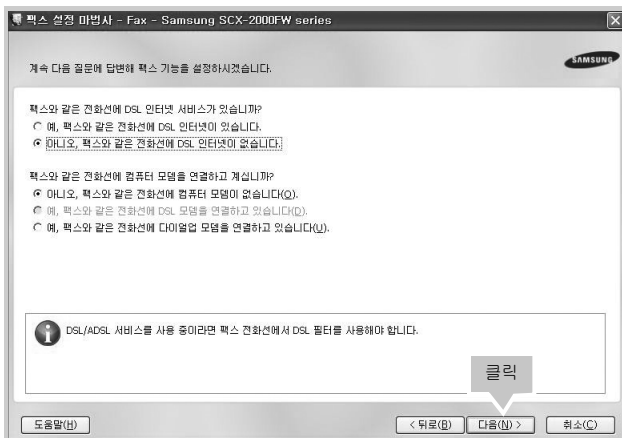 팩스 설정 마법사 - Fax - Samsung SCX-2000FW series
계속 다음 질문에 답변해 팩스 기능을 설정하시겠습니다.
SAMSUNG
팩스와 같은 전화선에 DSL 인터넷 서비스가 있습니까?
예, 팩스와 같은 전화선에 DSL 인터넷이 있습니다.
아니오, 팩스와 같은 전화선에 DSL 인터넷이 없습니다.
팩스와 같은 전화선에 컴퓨터 모뎀을 연결하고 계십니까?
아니오, 팩스와 같은 전화선에 컴퓨터 모뎀이 없습니다(O).
예, 팩스와 같은 전화선에 DSL 모뎀을 연결하고 있습니다(D).
예, 팩스와 같은 전화선에 다이얼업 모뎀을 연결하고 있습니다(U).
DSL/ADSL 서비스를 사용 중이라면 팩스 전화선에서 DSL 필터를 사용해야 합니다.
클릭
도움말(H)
< 뒤로(B)
다음(N) >
취소(C)